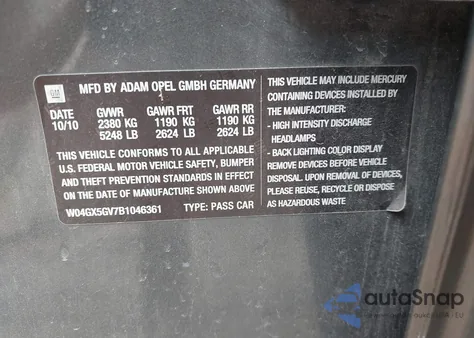 GM
MFD BY ADAM OPEL GMBH GERMANY
DATE GVWR GAWR FRT GAWR RR
10/10 2380 KG 1190 KG 1190 KG
5248 LB 2624 LB 2624 LB
THIS VEHICLE CONFORMS TO ALL APPLICABLE
U.S. FEDERAL MOTOR VEHICLE SAFETY, BUMPER
AND THEFT PREVENTION STANDARDS IN EFFECT
ON THE DATE OF MANUFACTURE SHOWN ABOVE
W04GX5GV7B1046361 TYPE: PASS CAR
THIS VEHICLE MAY INCLUDE MERCURY
CONTAINING DEVICES INSTALLED BY
THE MANUFACTURER:
- HIGH INTENSITY DISCHARGE
HEADLAMPS
- BACK LIGHTING COLOR DISPLAY
REMOVE DEVICES BEFORE VEHICLE
DISPOSAL. UPON REMOVAL OF DEVICES
PLEASE REUSE, RECYCLE OR DISPOSE
AS HAZARDOUS WASTE
autoSnap